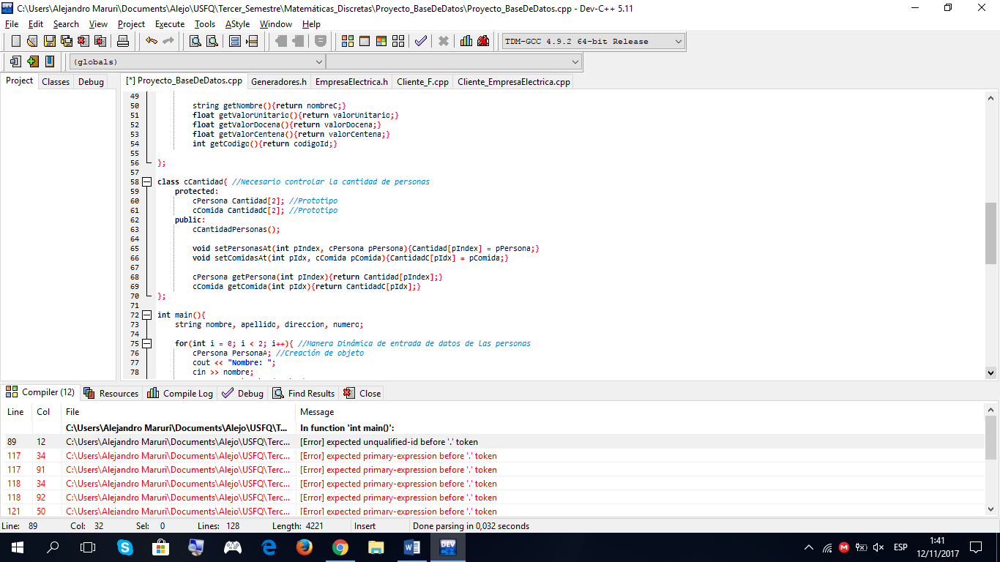 C:\Users\Alejandro Maruri\Documents\Alejo\USFQ\Tercer_Semestre\Matemáticas_Discretas\Proyecto_BaseDeDatos\Proyecto_BaseDeDatos.cpp - Dev-C++ 5.11
File Edit Search View Project Execute Tools AStyle Window Help
TDM-GCC 4.9.2 64-bit Release
(globals)
Project Classes Debug [*] Proyecto_BaseDeDatos.cpp Generadores.h EmpresaElectrica.h Cliente_F.cpp Cliente_EmpresaElectrica.cpp
49
50 string getNombre(){return nombreC;}
51 float getValorUnitario(){return valorUnitario;}
52 float getValorDocena(){return valorDocena;}
53 float getValorCentena(){return valorCentena;}
54 int getCodigo(){return codigoId;}
55
56 };
57
58 class cCantidad{ //Necesario controlar la cantidad de personas
59 protected:
60 cPersona Cantidad[2]; //Prototipo
61 cComida CantidadC[2]; //Prototipo
62 public:
63 cCantidadPersonas();
64
65 void setPersonasAt(int pIndex, cPersona pPersona){Cantidad[pIndex] = pPersona;}
66 void setComidasAt(int pIdx, cComida pComida){CantidadC[pIdx] = pComida;}
67
68 cPersona getPersona(int pIndex){return Cantidad[pIndex];}
69 cComida getComida(int pIdx){return CantidadC[pIdx];}
70 };
71
72 int main(){
73 string nombre, apellido, direccion, numero;
74
75 for(int i = 0; i < 2; i++){ //Manera Dinámica de entrada de datos de las personas
76 cPersona PersonaA; //Creación de objeto
77 cout << "Nombre: ";
78 cin >> nombre;
Compiler (12) Resources Compile Log Debug Find Results Close
Line Col File Message
C:\Users\Alejandro Maruri\Documents\Alejo\USFQ\T... In function 'int main()':
89 12 C:\Users\Alejandro Maruri\Documents\Alejo\USFQ\Terc... [Error] expected unqualified-id before '.' token
117 34 C:\Users\Alejandro Maruri\Documents\Alejo\USFQ\Terc... [Error] expected primary-expression before '.' token
117 91 C:\Users\Alejandro Maruri\Documents\Alejo\USFQ\Terc... [Error] expected primary-expression before '.' token
118 34 C:\Users\Alejandro Maruri\Documents\Alejo\USFQ\Terc... [Error] expected primary-expression before '.' token
118 92 C:\Users\Alejandro Maruri\Documents\Alejo\USFQ\Terc... [Error] expected primary-expression before '.' token
121 50 C:\Users\Alejandro Maruri\Documents\Alejo\USFQ\Terc... [Error] expected primary-expression before '.' token
Line: 89 Col: 32 Sel: 0 Lines: 128 Length: 4221 Insert Done parsing in 0,032 seconds
ESP
1:41
12/11/2017